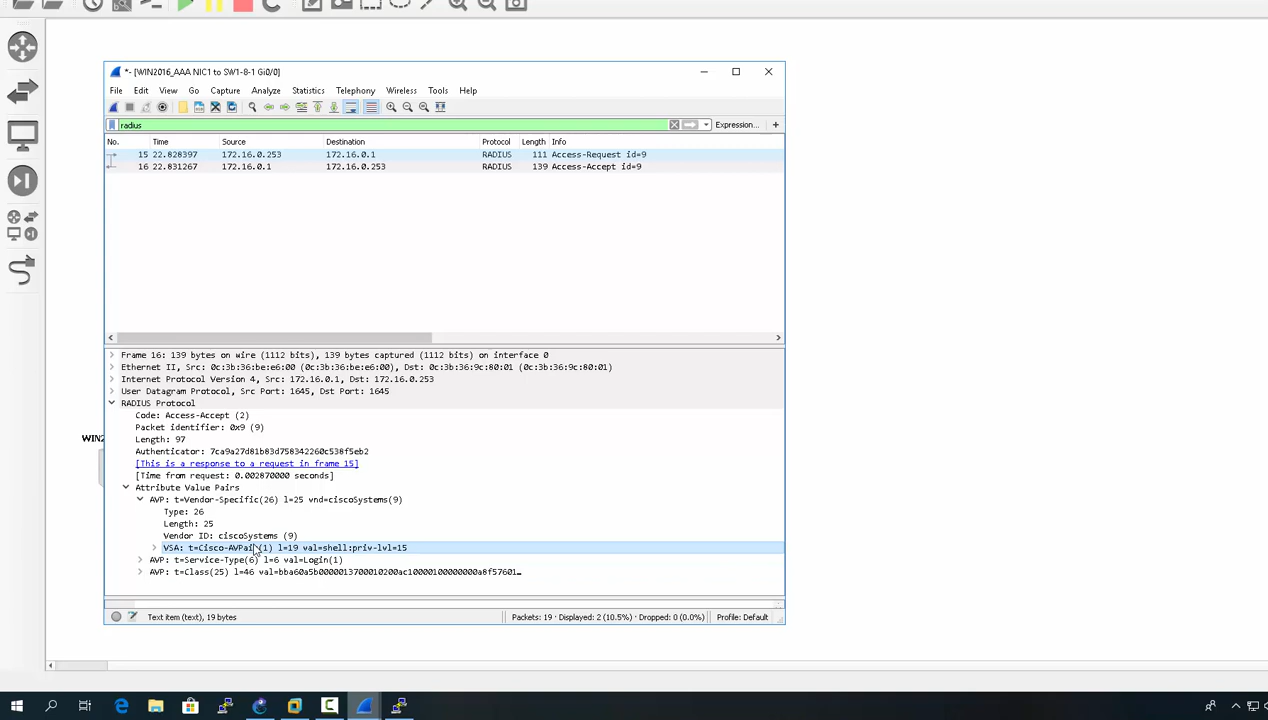 *- [WIN2016_AAA NIC1 to SW1-8-1 Gi0/0]
File Edit View Go Capture Analyze Statistics Telephony Wireless Tools Help
radius Expression... +
No. Time Source Destination Protocol Length Info
15 22.828397 172.16.0.253 172.16.0.1 RADIUS 111 Access-Request id=9
16 22.831267 172.16.0.1 172.16.0.253 RADIUS 139 Access-Accept id=9
Frame 16: 139 bytes on wire (1112 bits), 139 bytes captured (1112 bits) on interface 0
Ethernet II, Src: 0c:3b:36:be:e6:00 (0c:3b:36:be:e6:00), Dst: 0c:3b:36:9c:80:01 (0c:3b:36:9c:80:01)
Internet Protocol Version 4, Src: 172.16.0.1, Dst: 172.16.0.253
User Datagram Protocol, Src Port: 1645, Dst Port: 1645
RADIUS Protocol
Code: Access-Accept (2)
Packet identifier: 0x9 (9)
Length: 97
WIN2
Authenticator: 7ca9a27d81b83d758342260c538f5eb2
[This is a response to a request in frame 15]
[Time from request: 0.002870000 seconds]
Attribute Value Pairs
AVP: t=Vendor-Specific(26) l=25 vnd=ciscoSystems(9)
Type: 26
Length: 25
Vendor ID: ciscoSystems (9)
VSA: t=Cisco-AVPair(1) l=19 val=shell:priv-lvl=15
AVP: t=Service-Type(6) l=6 val=Login(1)
AVP: t=Class(25) l=46 val=bba60a5b0000013700010200ac10000100000000a8f57601…
Text item (text), 19 bytes
Packets: 19 · Displayed: 2 (10.5%) · Dropped: 0 (0.0%)
Profile: Default